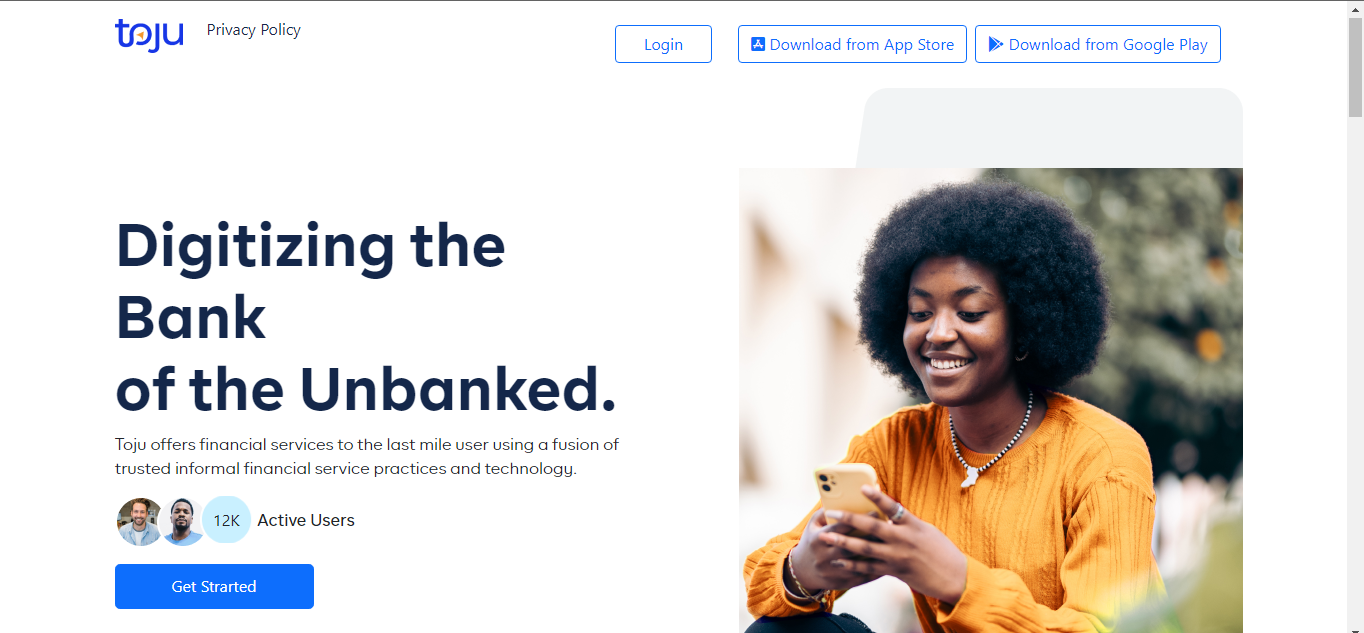 toju
Privacy Policy
Login
Download from App Store
Download from Google Play
Digitizing the
Bank
of the Unbanked.
Toju offers financial services to the last mile user using a fusion of
trusted informal financial service practices and technology.
12K Active Users
Get Strarted